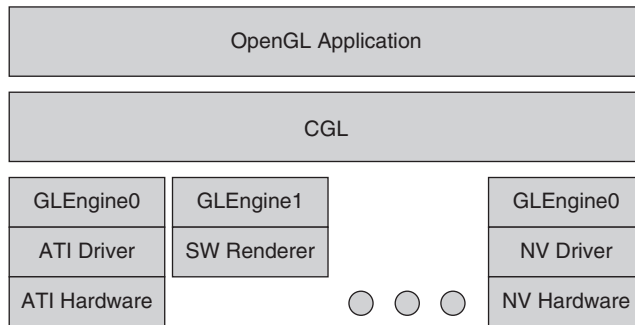 OpenGL Application
CGL
GLEngine0 GLEngine1 GLEngine0
ATI Driver SW Renderer NV Driver
ATI Hardware NV Hardware